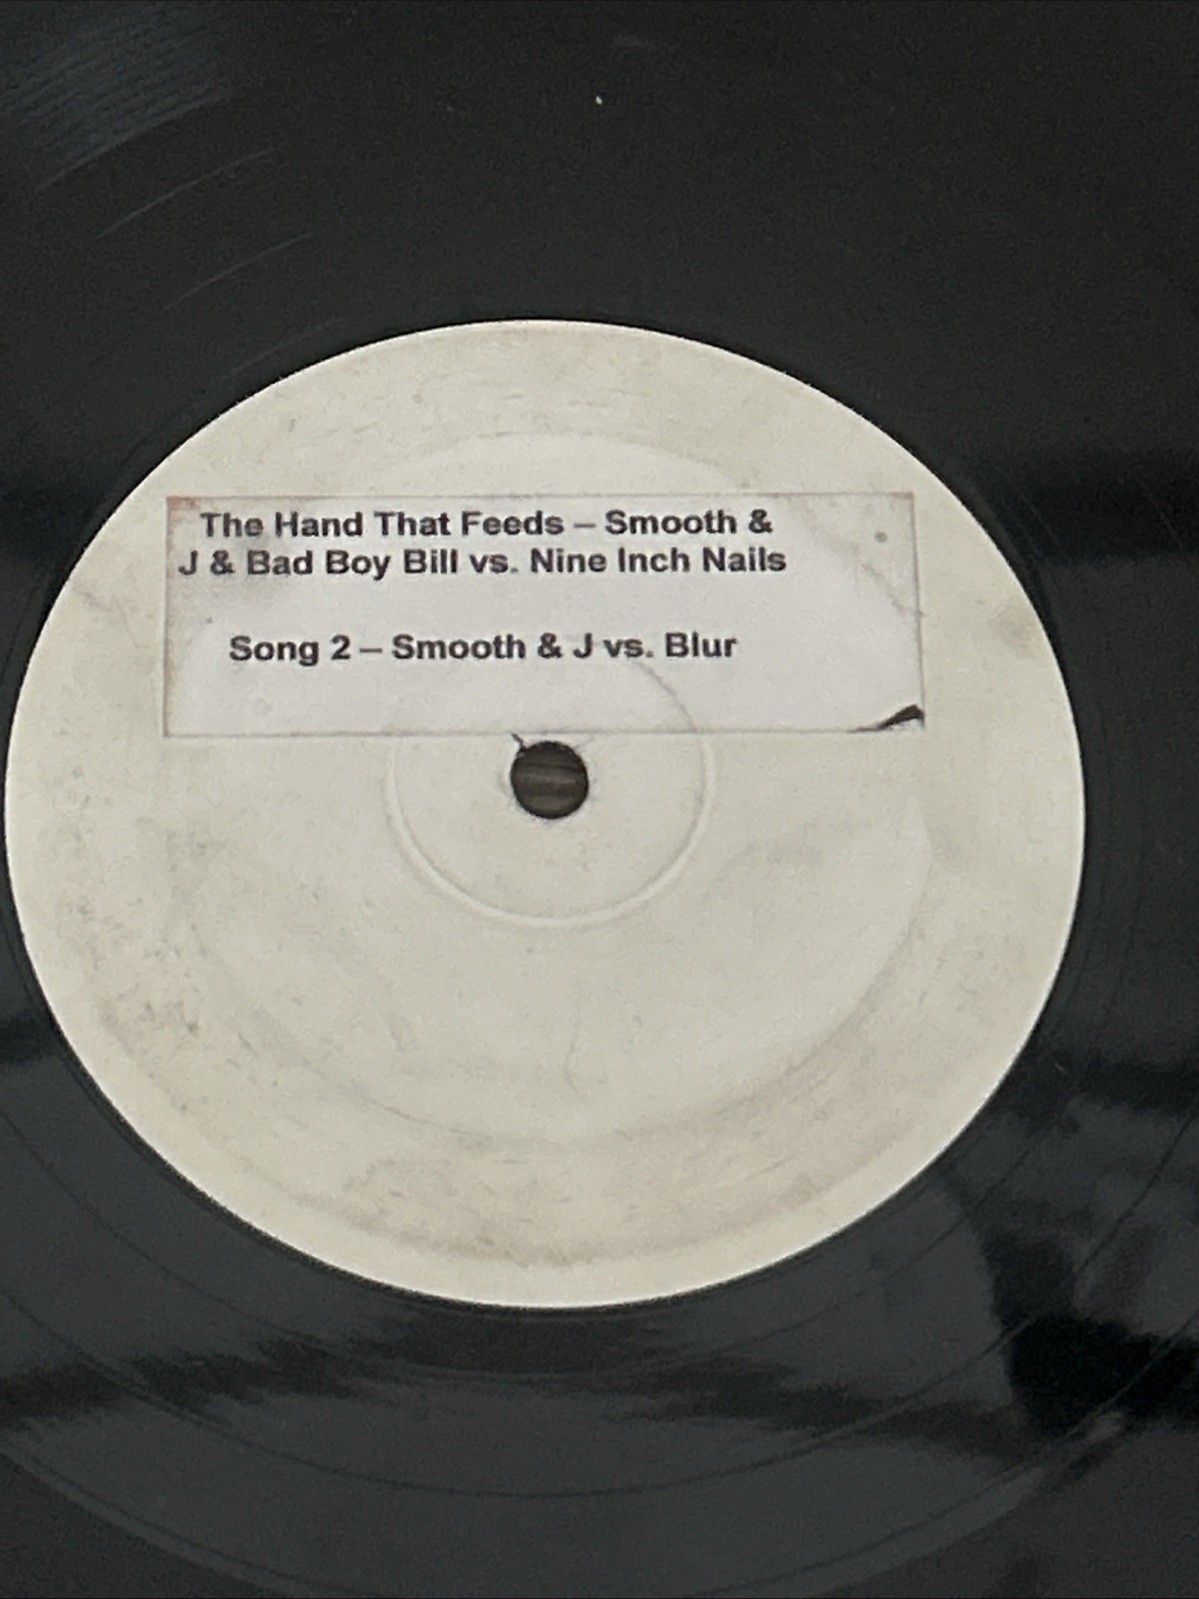 The Hand That Feeds – Smooth &
J & Bad Boy Bill vs. Nine Inch Nails
Song 2 – Smooth & J vs. Blur